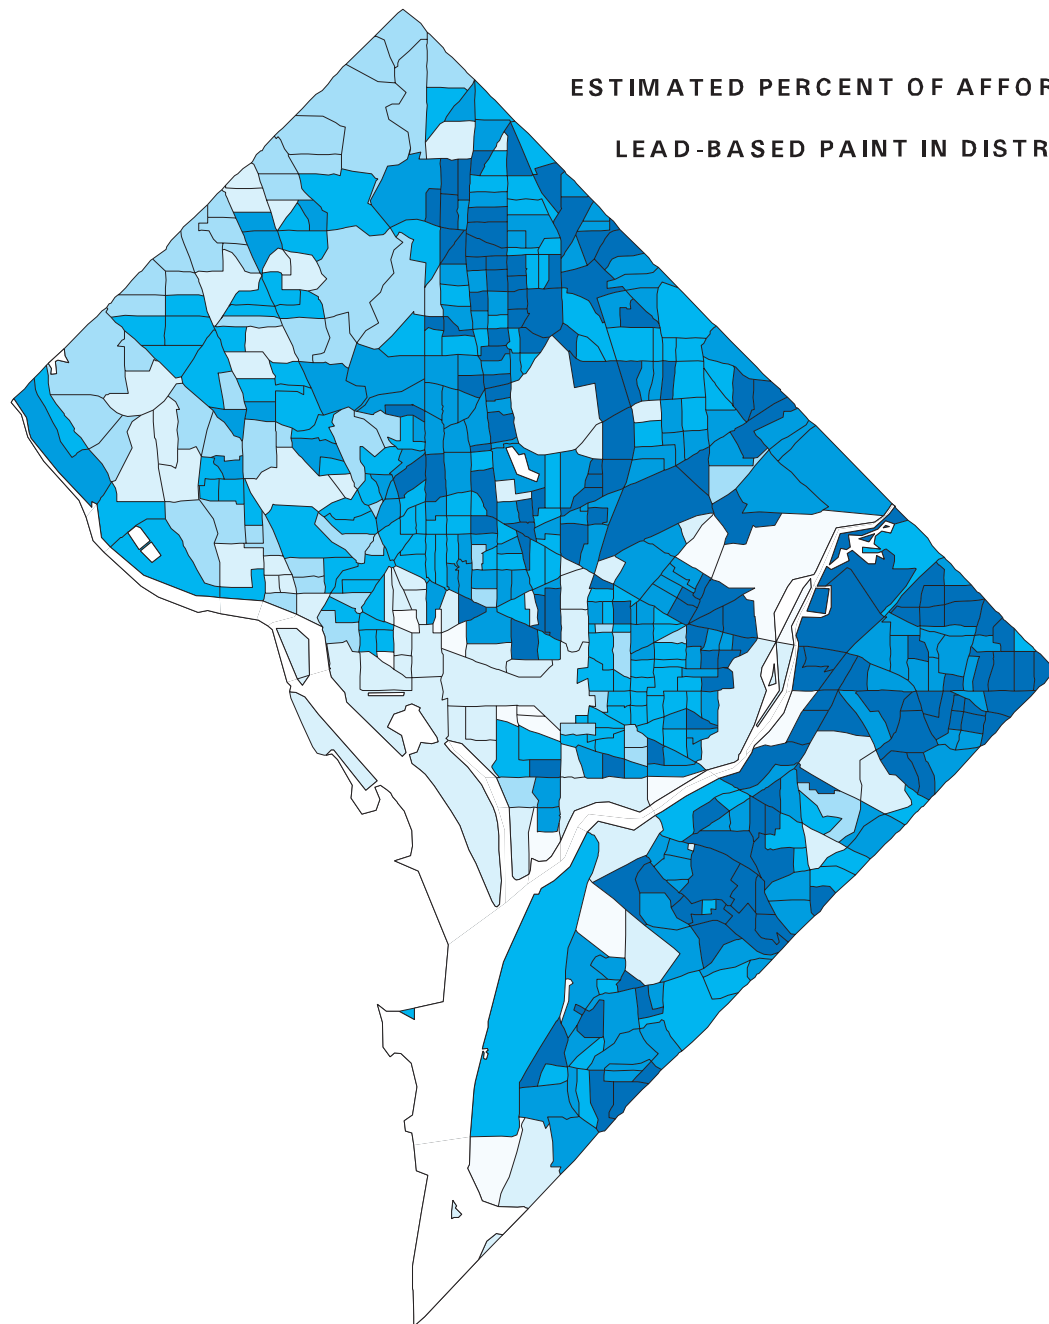 ESTIMATED PERCENT OF AFFOR
LEAD-BASED PAINT IN DISTR